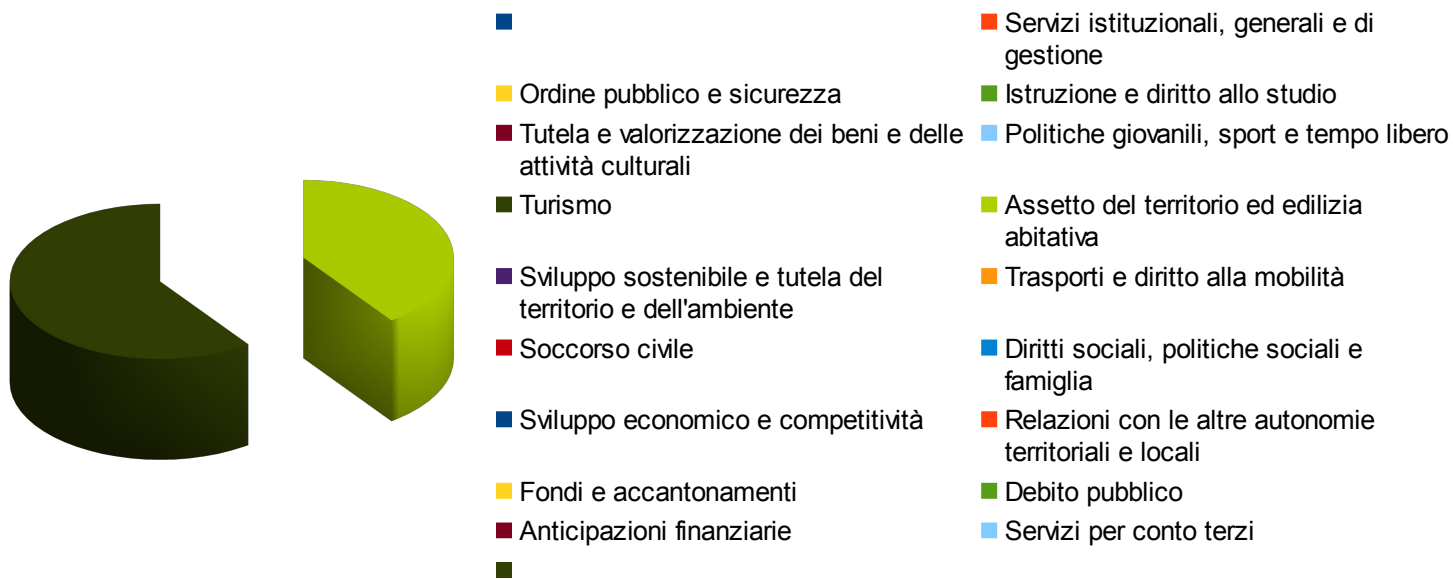 Servizi istituzionali, generali e di
gestione
Ordine pubblico e sicurezza
Istruzione e diritto allo studio
Tutela e valorizzazione dei beni e delle
attività culturali
Politiche giovanili, sport e tempo libero
Turismo
Assetto del territorio ed edilizia
abitativa
Sviluppo sostenibile e tutela del
territorio e dell'ambiente
Trasporti e diritto alla mobilità
Soccorso civile
Diritti sociali, politiche sociali e
famiglia
Sviluppo economico e competitività
Relazioni con le altre autonomie
territoriali e locali
Fondi e accantonamenti
Debito pubblico
Anticipazioni finanziarie
Servizi per conto terzi